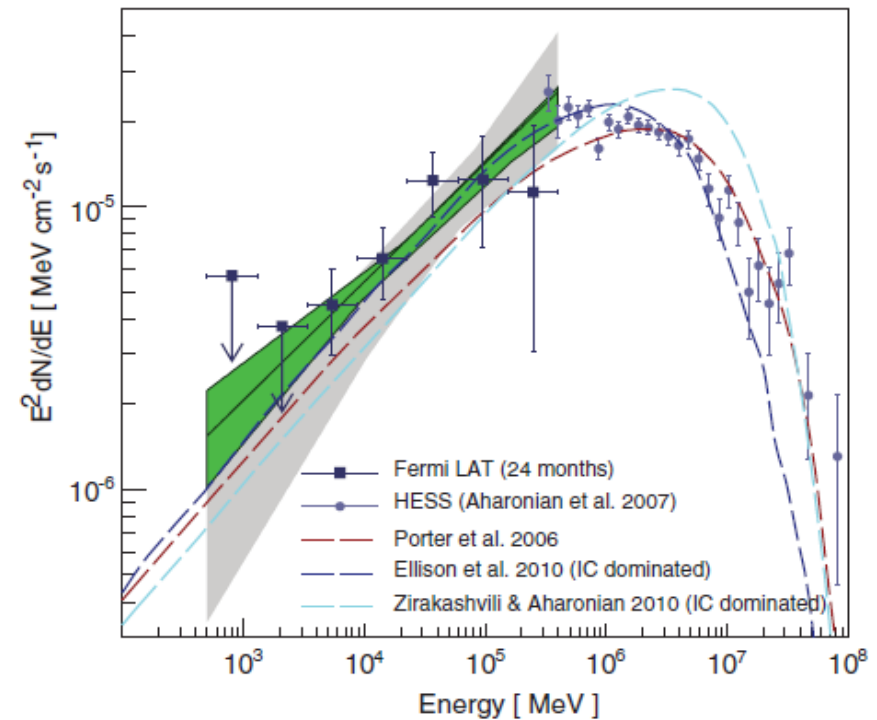 E²dN/dE [ MeV cm⁻² s⁻¹]
10⁻⁵
10⁻⁶
Fermi LAT (24 months)
HESS (Aharonian et al. 2007)
Porter et al. 2006
Ellison et al. 2010 (IC dominated)
Zirakashvili & Aharonian 2010 (IC dominated)
10³ 10⁴ 10⁵ 10⁶ 10⁷ 10⁸
Energy [ MeV ]